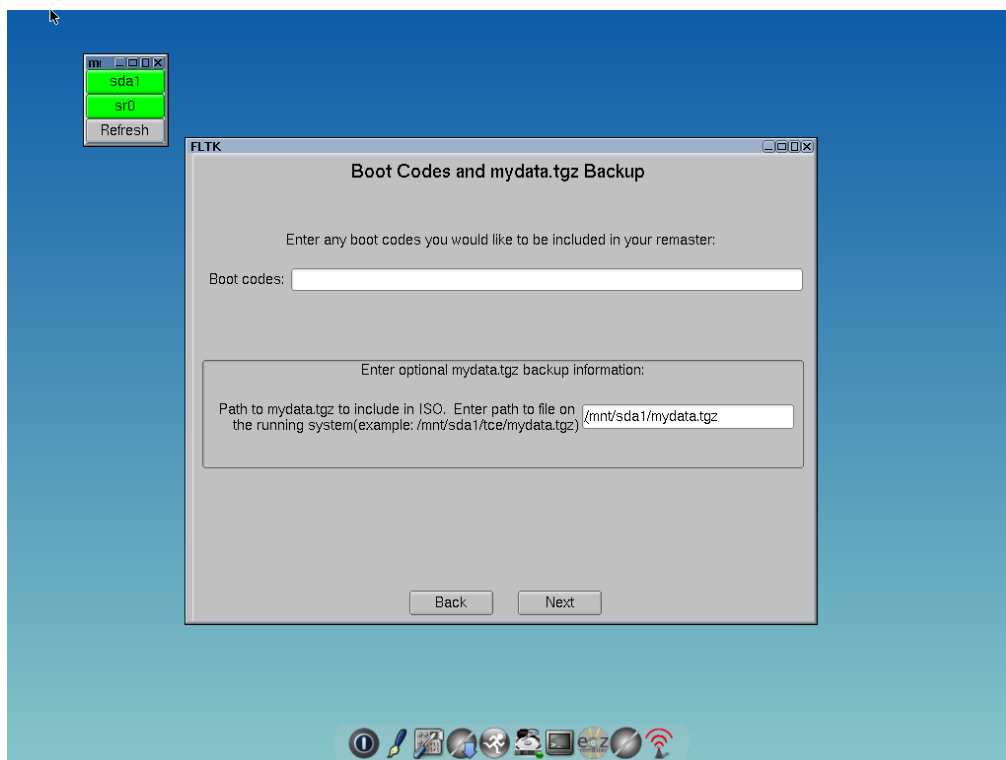 m
sda1
sr0
Refresh
FLTK
Boot Codes and mydata.tgz Backup
Enter any boot codes you would like to be included in your remaster:
Boot codes:
Enter optional mydata.tgz backup information:
Path to mydata.tgz to include in ISO. Enter path to file on
the running system(example: /mnt/sda1/tce/mydata.tgz)
/mnt/sda1/mydata.tgz
Back Next